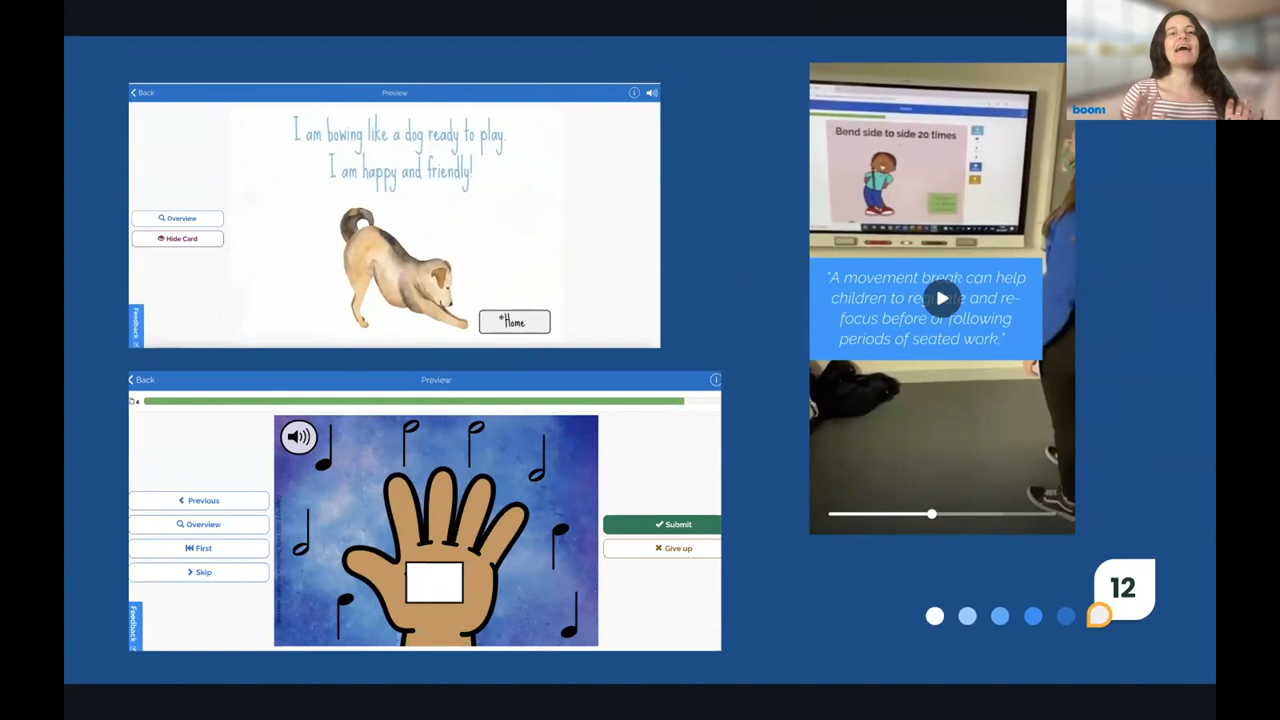 Back
Preview
I am bowing like a dog ready to play.
I am happy and friendly!
Overview
Hide Card
Feedback
*Home
Back
Preview
4
Previous
Overview
First
Skip
Submit
Give up
Feedback
Bend side to side 20 times
"A movement break can help
children to regulate and re-
focus before or following
periods of seated work."
boom
12